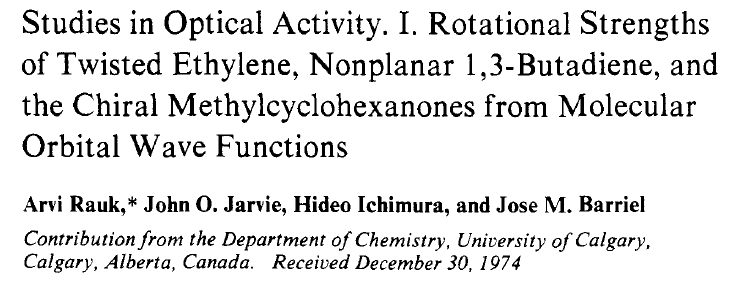 Studies in Optical Activity. I. Rotational Strengths
of Twisted Ethylene, Nonplanar 1,3-Butadiene, and
the Chiral Methylcyclohexanones from Molecular
Orbital Wave Functions
Arvi Rauk,* John O. Jarvie, Hideo Ichimura, and Jose M. Barriel
Contribution from the Department of Chemistry, University of Calgary,
Calgary, Alberta, Canada. Received December 30, 1974